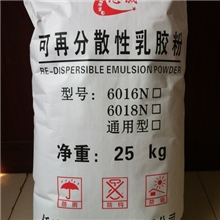 可再分散性乳胶粉
RE-DISPERSIBLE EMULSION POWDER
型号：6016N□
6018N□
通用型□
净重：25 kg